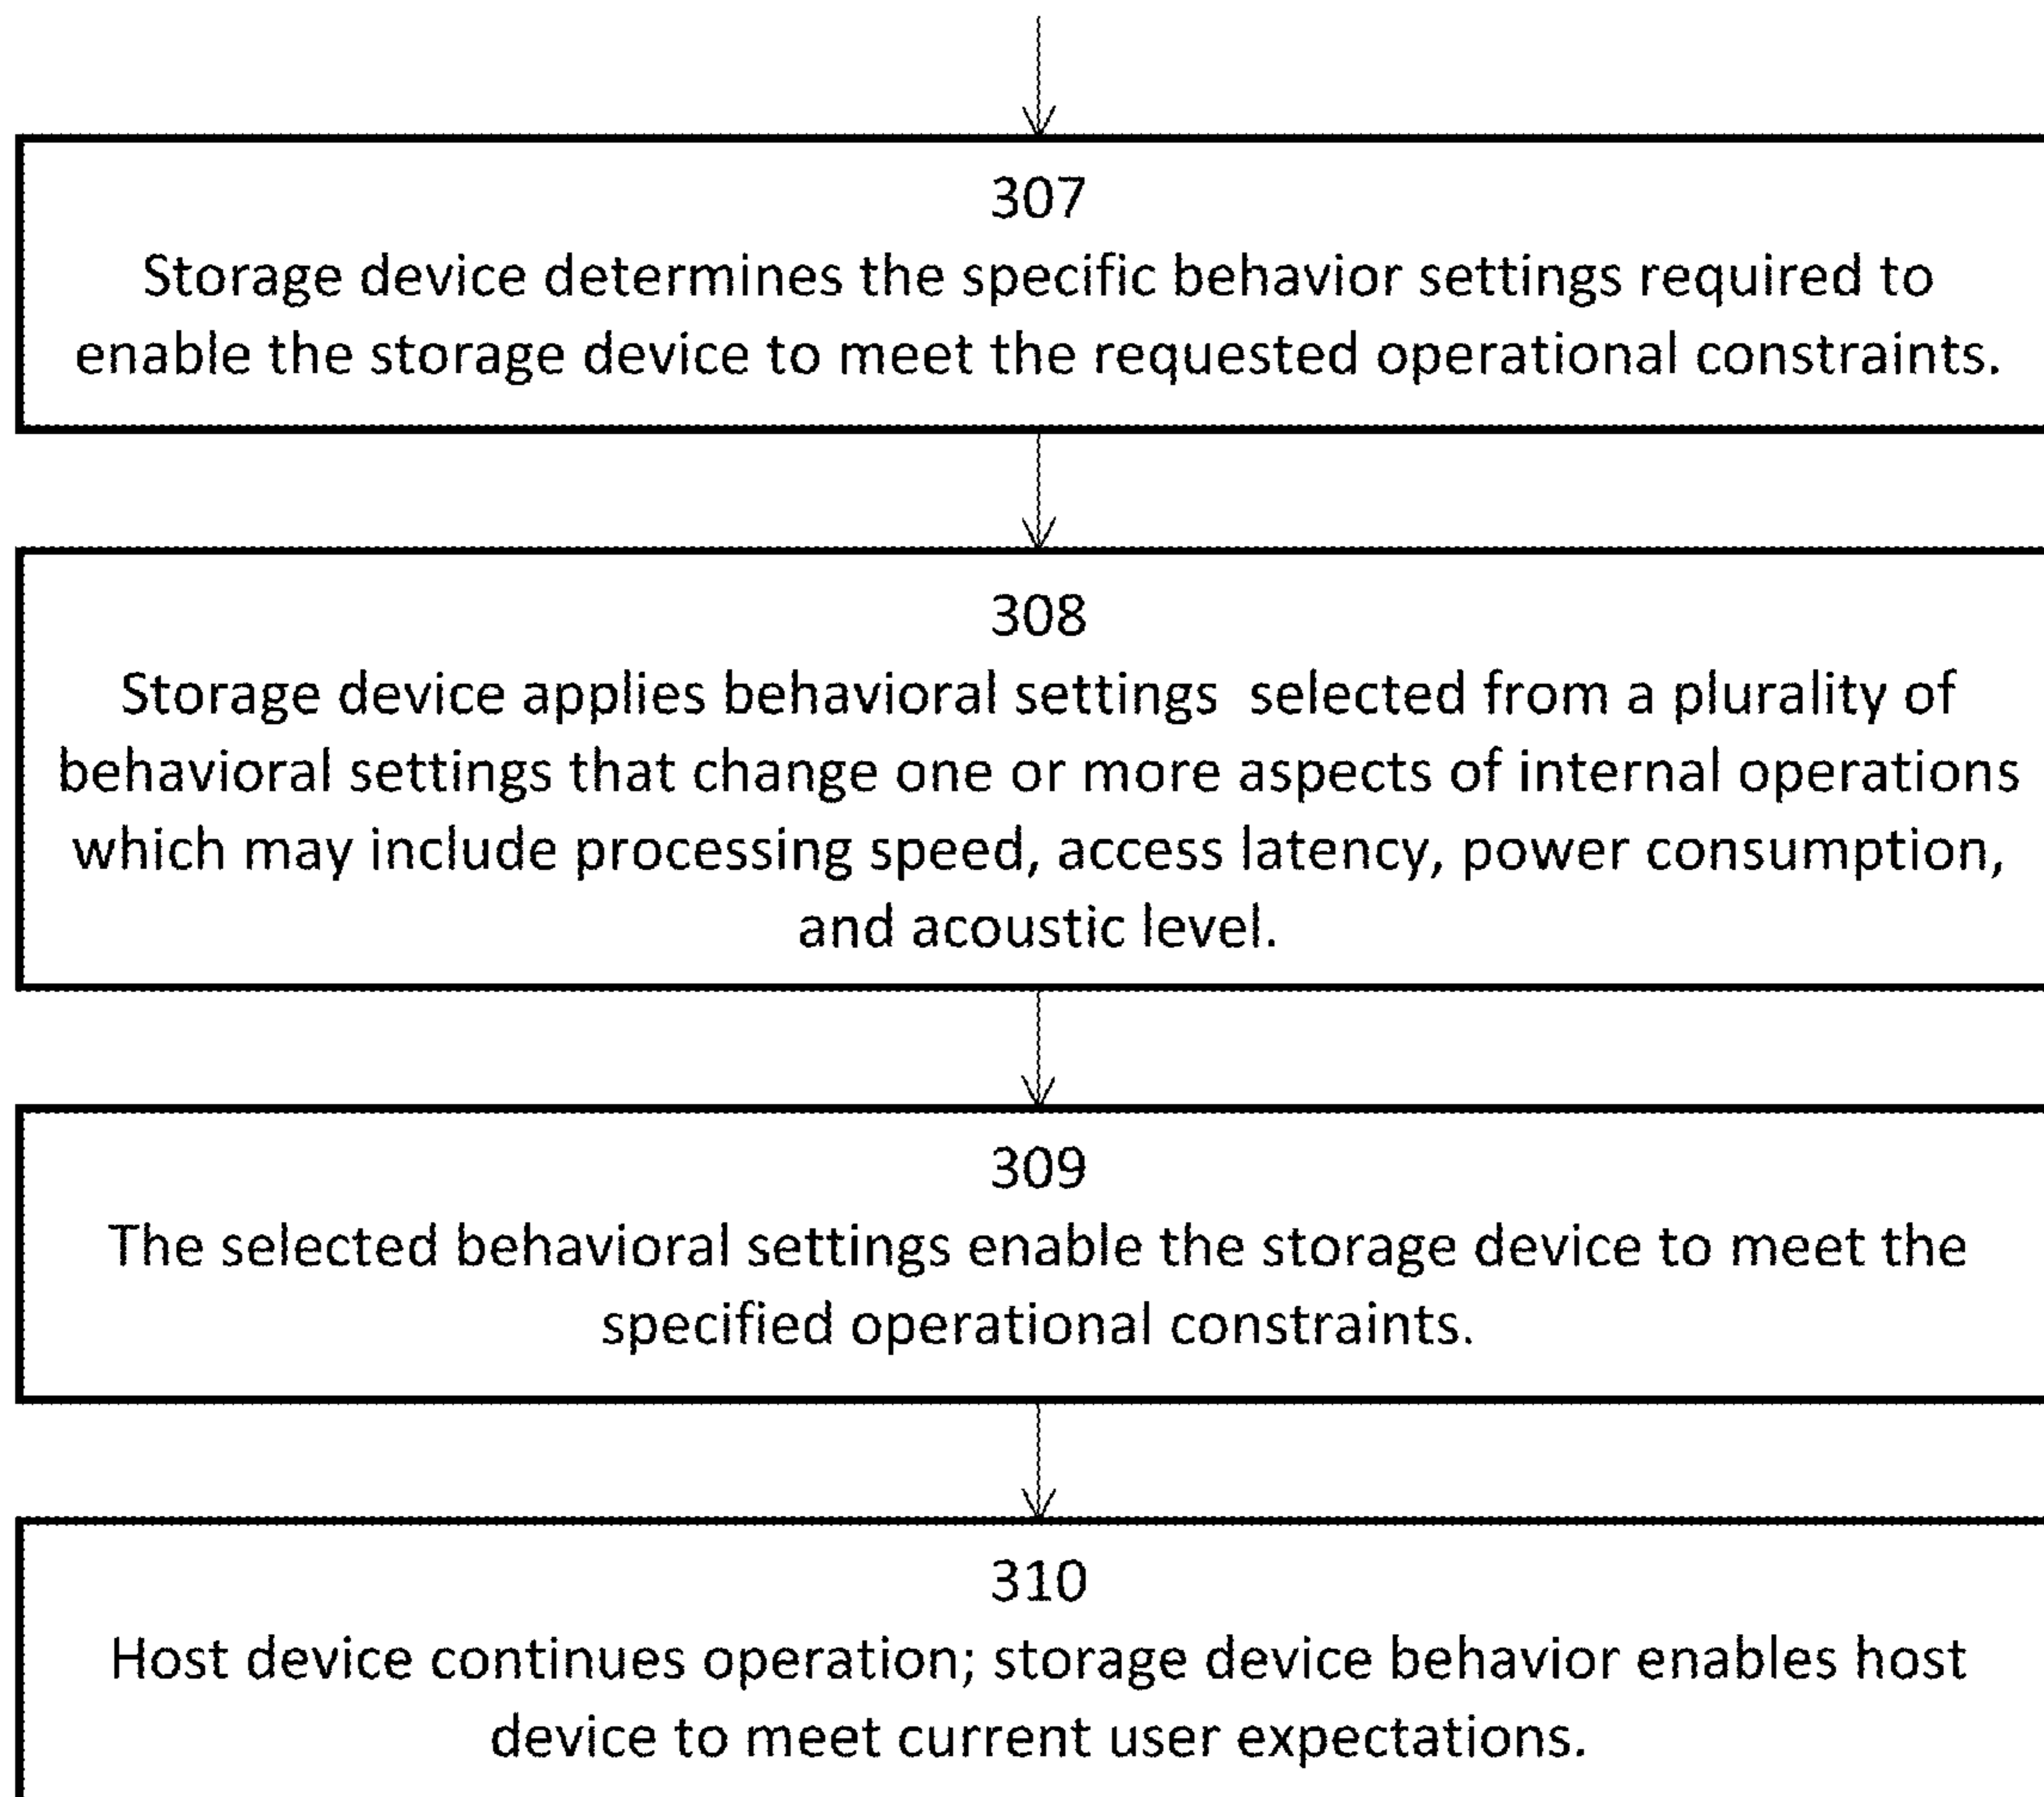 307
Storage device determines the specific behavior settings required to
enable the storage device to meet the requested operational constraints.
308
Storage device applies behavioral settings  selected from a plurality of
behavioral settings that change one or more aspects of internal operations
which may include processing speed, access latency, power consumption,
and acoustic level.
309
The selected behavioral settings enable the storage device to meet the
specified operational constraints.
310
Host device continues operation; storage device behavior enables host
device to meet current user expectations.